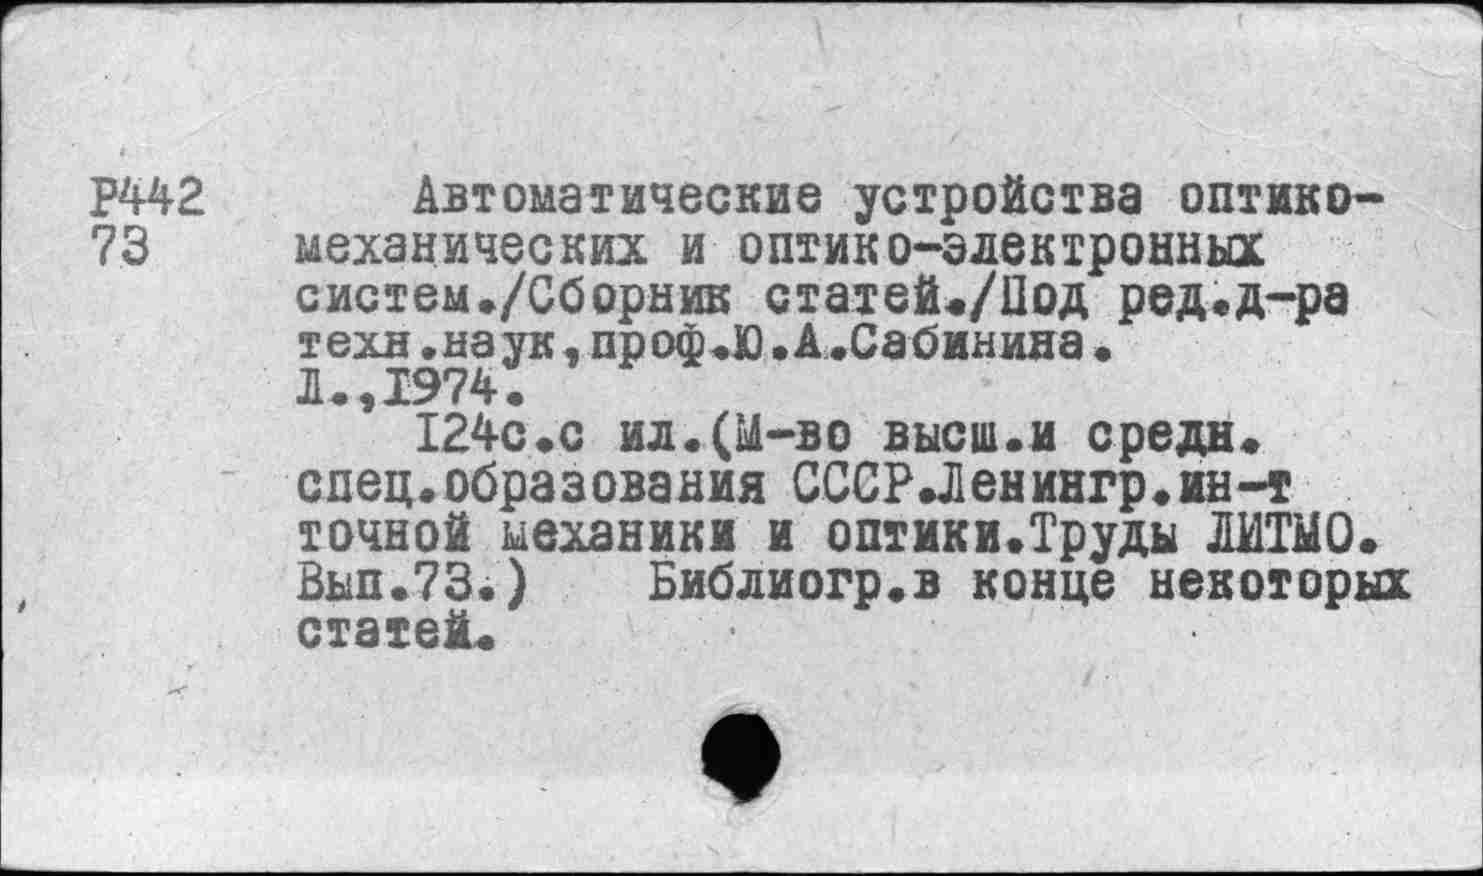 Р442
73
Автоматические устройства оптико-
механических и оптико-электронных
систем./Сборник статей./Под ред.д-ра
техн.наук,проф.Ю.А.Сабинина.
Л.,1974.
124с.с ил.(М-во высш.и средн.
спец.образования СССР.Ленингр.ин-т
точной механики и оптики.Труды ЛИТМО.
Вып.73.) Библиогр.в конце некоторых
статей.